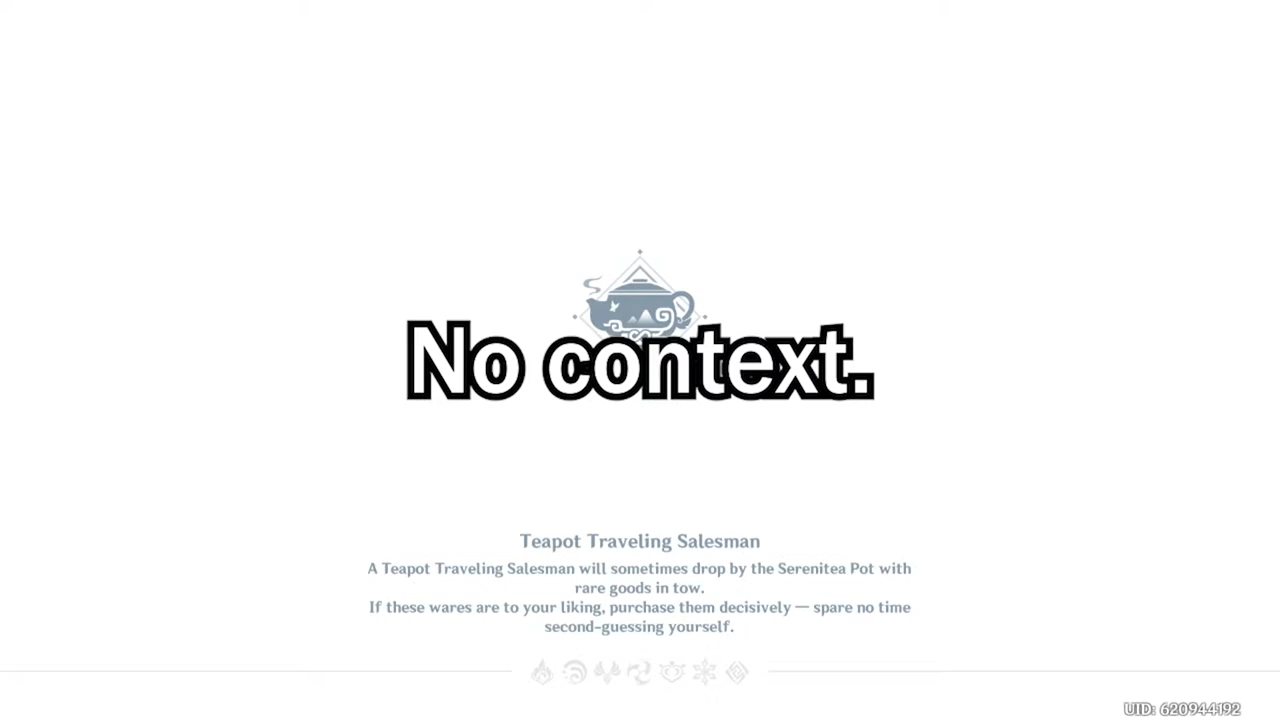 No context.
Teapot Traveling Salesman
A Teapot Traveling Salesman will sometimes drop by the Serenitea Pot with
rare goods in tow.
If these wares are to your liking, purchase them decisively — spare no time
second-guessing yourself.
UID: 620944192